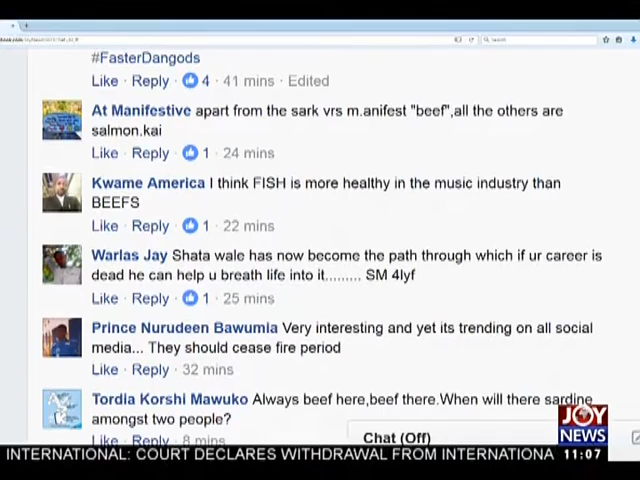 #FasterDangods
Like · Reply · 4 · 41 mins · Edited
At Manifestive apart from the sark vrs m.anifest "beef",all the others are
salmon.kai
Like · Reply · 1 · 24 mins
Kwame America I think FISH is more healthy in the music industry than
BEEFS
Like · Reply · 1 · 22 mins
Warlas Jay Shata wale has now become the path through which if ur career is
dead he can help u breath life into it......... SM 4lyf
Like · Reply · 1 · 25 mins
Prince Nurudeen Bawumia Very interesting and yet its trending on all social
media... They should cease fire period
Like · Reply · 32 mins
Tordia Korshi Mawuko Always beef here,beef there.When will there sardine
amongst two people?
Like · Reply · 8 mins
Chat (Off)
JOY
NEWS
INTERNATIONAL: COURT DECLARES WITHDRAWAL FROM INTERNATIONA
11:07